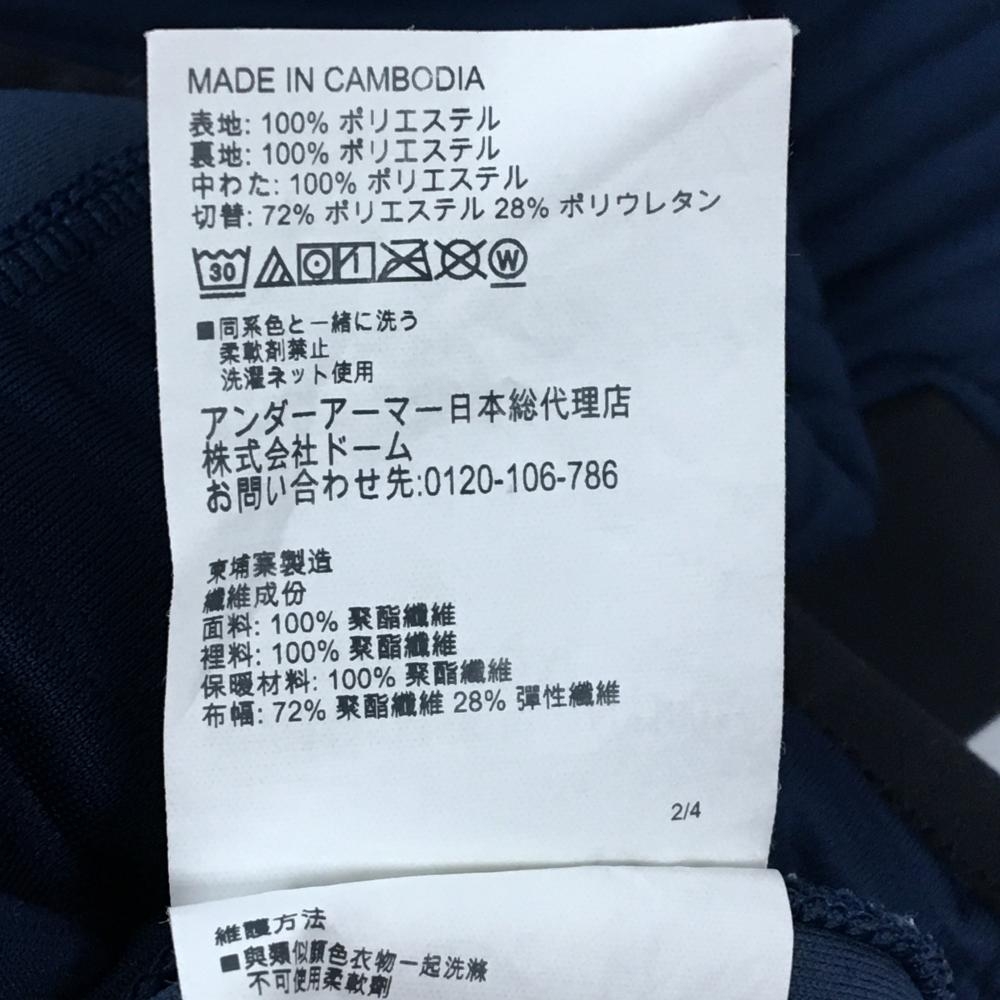 MADE IN CAMBODIA
表地: 100% ポリエステル
裏地: 100% ポリエステル
中わた: 100% ポリエステル
切替: 72% ポリエステル 28% ポリウレタン
30 W
■同系色と一緒に洗う
柔軟剤禁止
洗濯ネット使用
アンダーアーマー日本総代理店
株式会社ドーム
お問い合わせ先:0120-106-786
柬埔寨製造
纖維成份
面料: 100% 聚酯纖維
裡料: 100% 聚酯纖維
保暖材料: 100% 聚酯纖維
布幅: 72% 聚酯纖維 28% 彈性纖維
2/4
維護方法
■與類似顏色衣物一起洗滌
不可使用柔軟劑